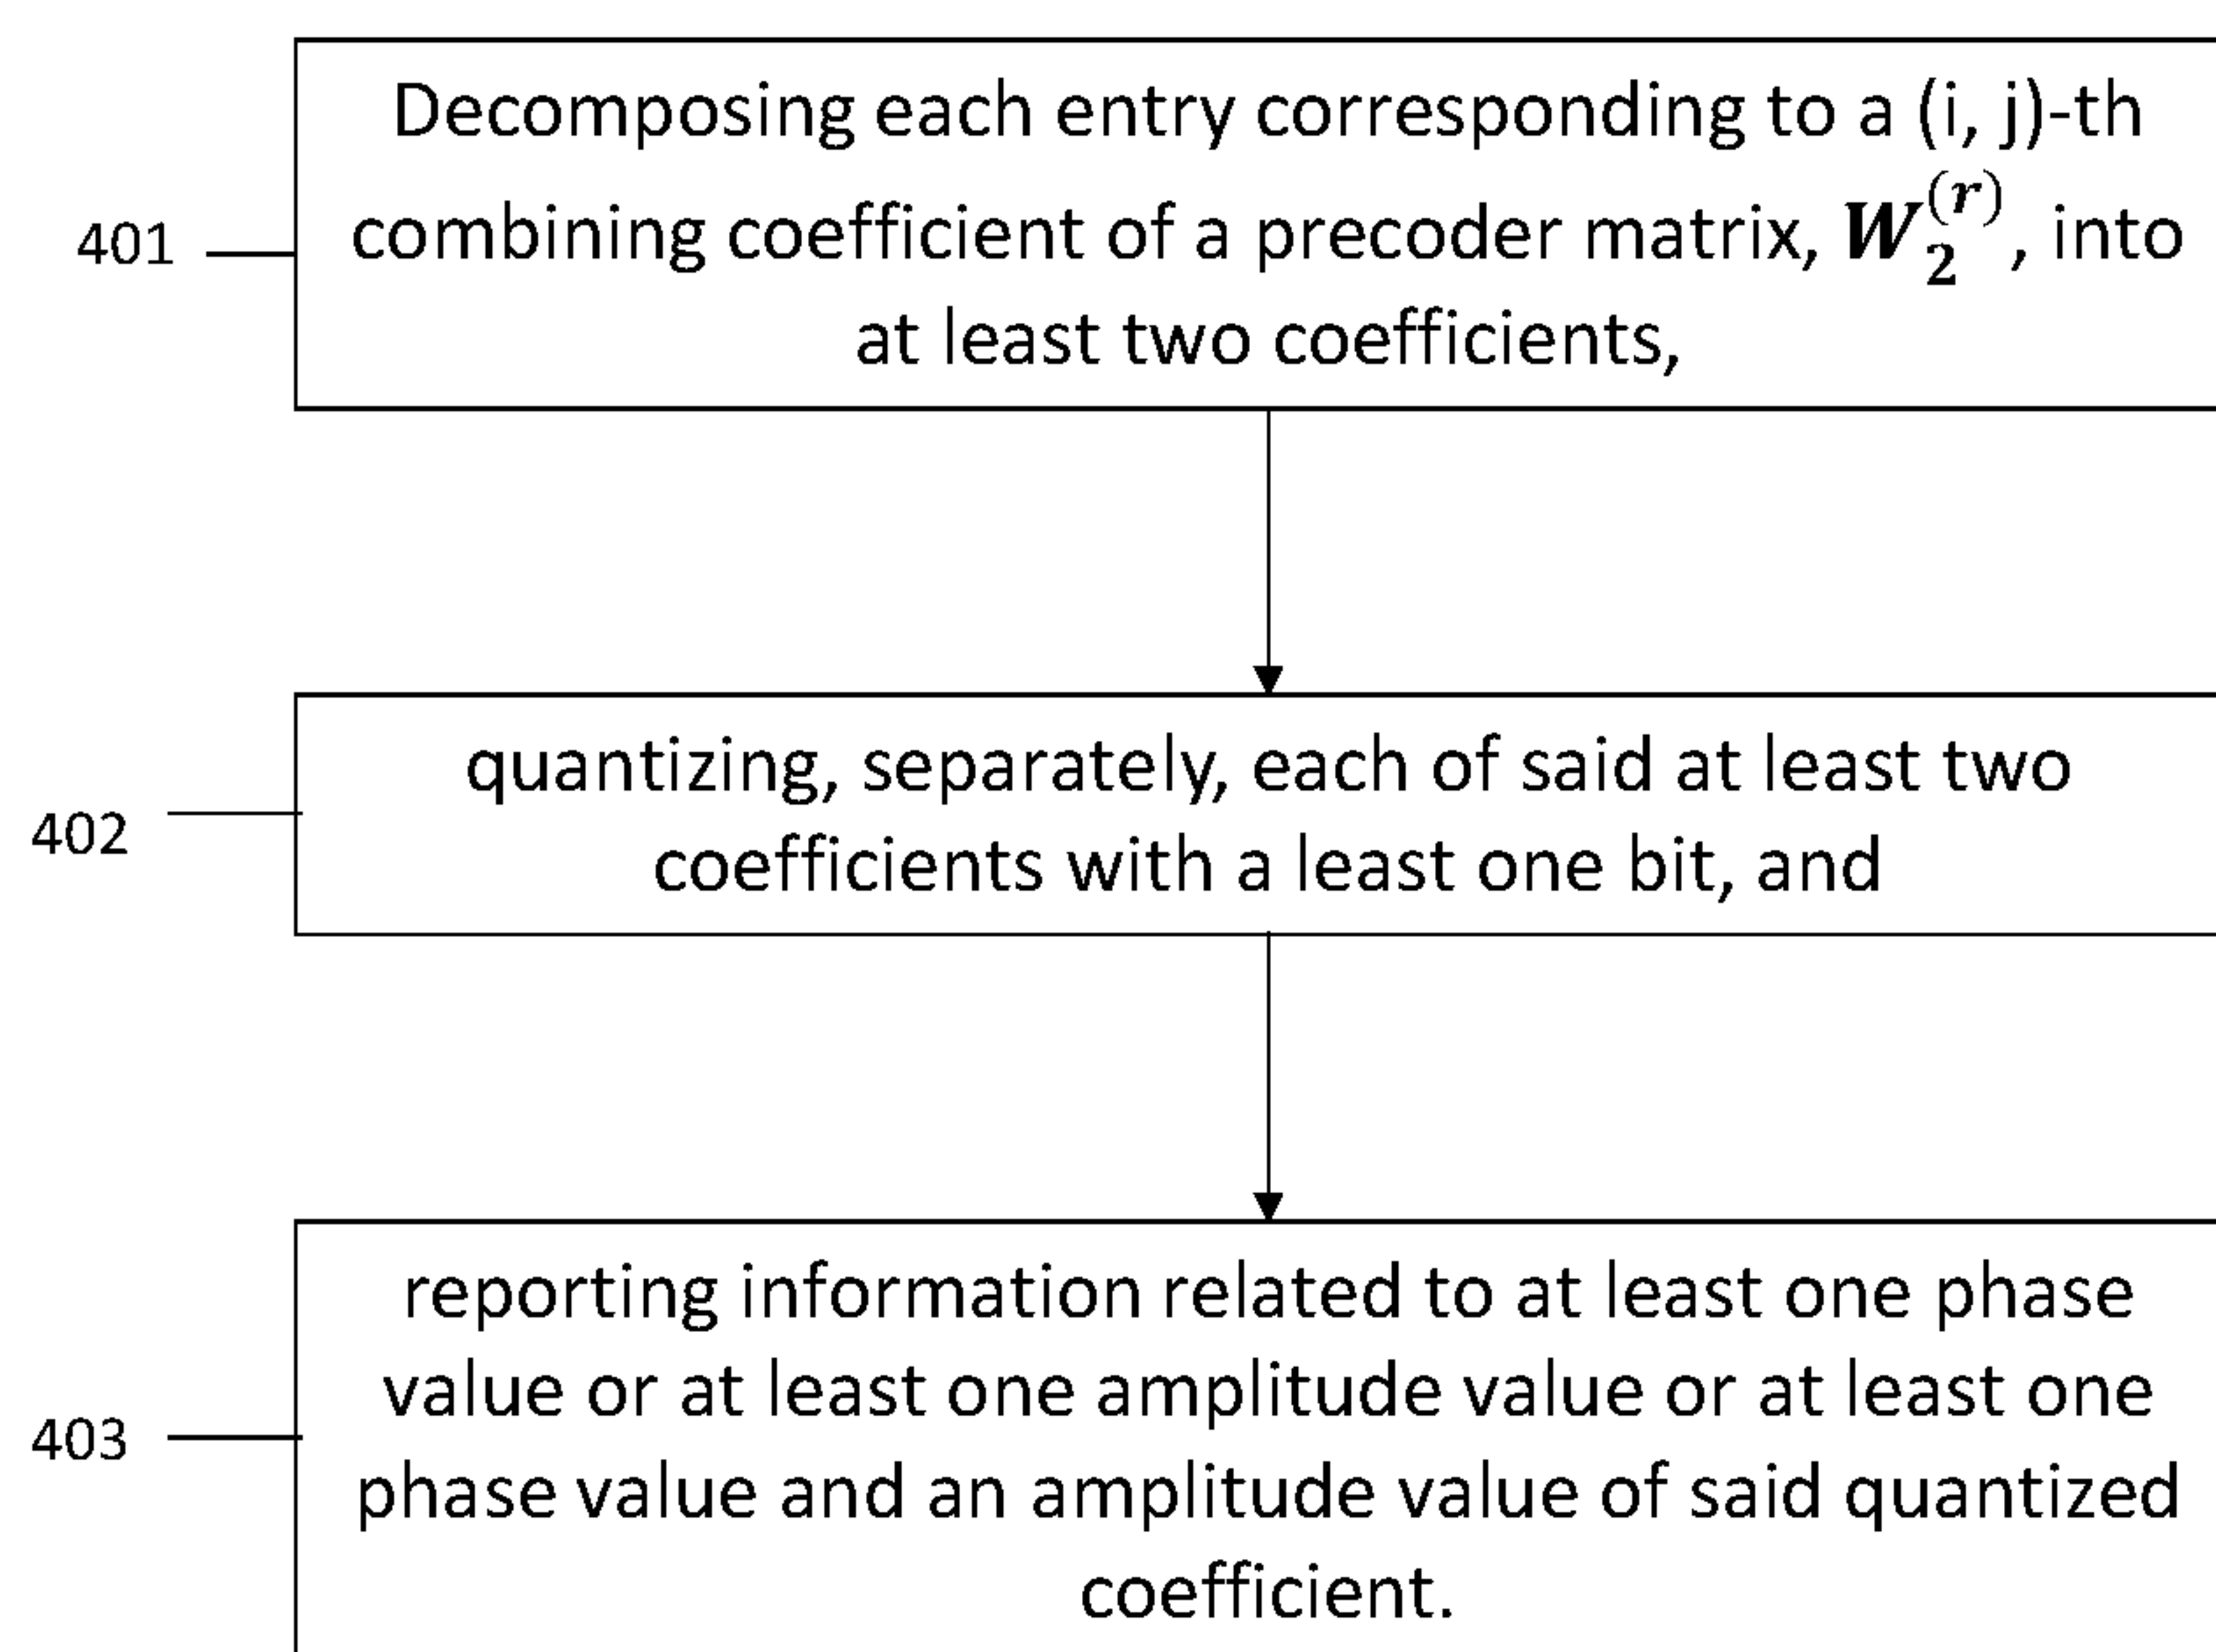 Decomposing each entry corresponding to a (i, j)-th
401
combining coefficient of a precoder matrix, W₂⁽ʳ⁾, into
at least two coefficients,
quantizing, separately, each of said at least two
402
coefficients with a least one bit, and
reporting information related to at least one phase
value or at least one amplitude value or at least one
403
phase value and an amplitude value of said quantized
coefficient.